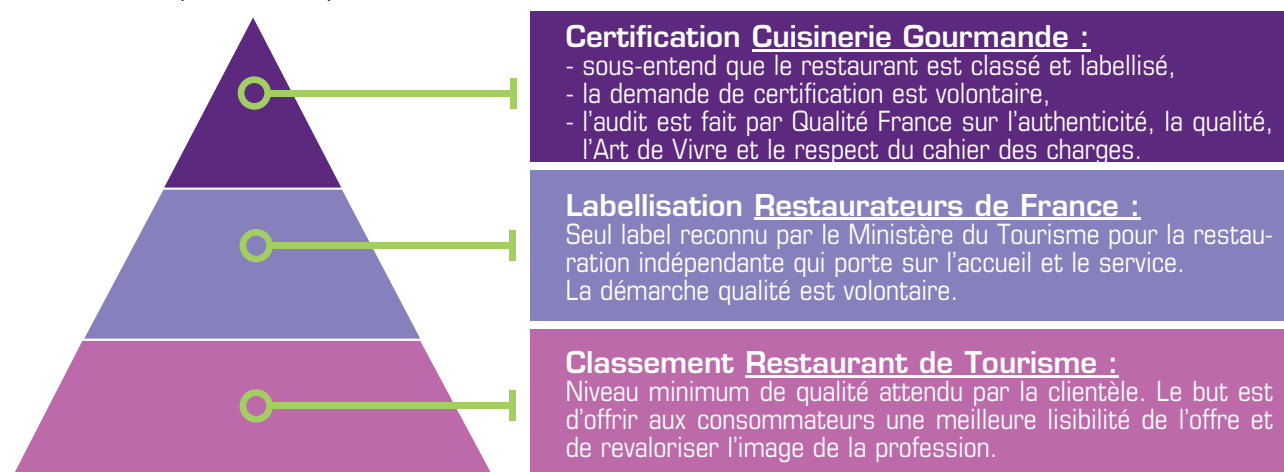 Certification Cuisinerie Gourmande :
- sous-entend que le restaurant est classé et labellisé,
- la demande de certification est volontaire,
- l'audit est fait par Qualité France sur l'authenticité, la qualité,
l'Art de Vivre et le respect du cahier des charges.
Labellisation Restaurateurs de France :
Seul label reconnu par le Ministère du Tourisme pour la restau-
ration indépendante qui porte sur l'accueil et le service.
La démarche qualité est volontaire.
Classement Restaurant de Tourisme :
Niveau minimum de qualité attendu par la clientèle. Le but est
d'offrir aux consommateurs une meilleure lisibilité de l'offre et
de revaloriser l'image de la profession.